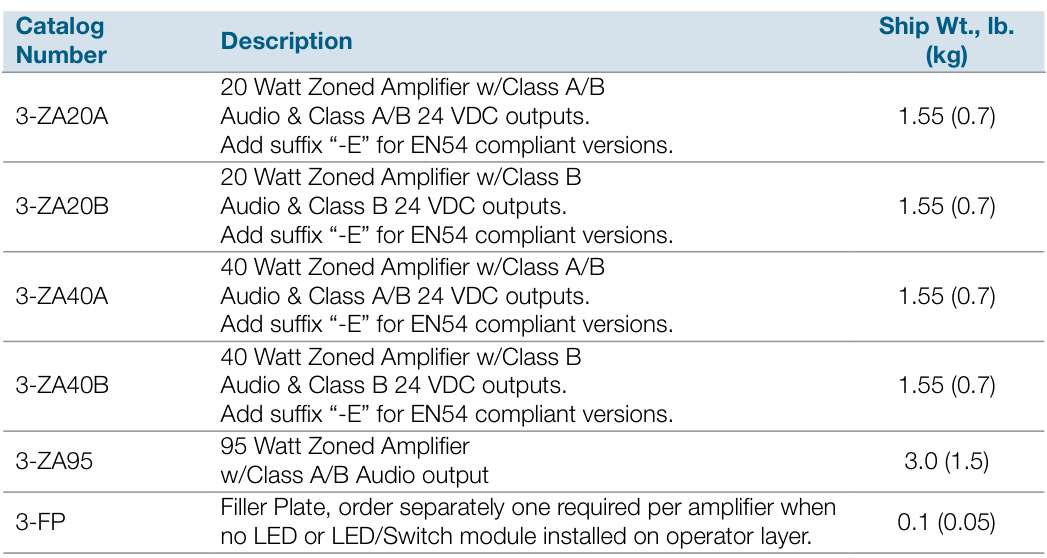 Catalog
Number
Description
Ship Wt., lb.
(kg)
3-ZA20A
20 Watt Zoned Amplifier w/Class A/B
Audio & Class A/B 24 VDC outputs.
Add suffix “-E” for EN54 compliant versions.
1.55 (0.7)
3-ZA20B
20 Watt Zoned Amplifier w/Class B
Audio & Class B 24 VDC outputs.
Add suffix “-E” for EN54 compliant versions.
1.55 (0.7)
3-ZA40A
40 Watt Zoned Amplifier w/Class A/B
Audio & Class A/B 24 VDC outputs.
Add suffix “-E” for EN54 compliant versions.
1.55 (0.7)
3-ZA40B
40 Watt Zoned Amplifier w/Class B
Audio & Class B 24 VDC outputs.
Add suffix “-E” for EN54 compliant versions.
1.55 (0.7)
3-ZA95
95 Watt Zoned Amplifier
w/Class A/B Audio output
3.0 (1.5)
3-FP
Filler Plate, order separately one required per amplifier when
no LED or LED/Switch module installed on operator layer.
0.1 (0.05)